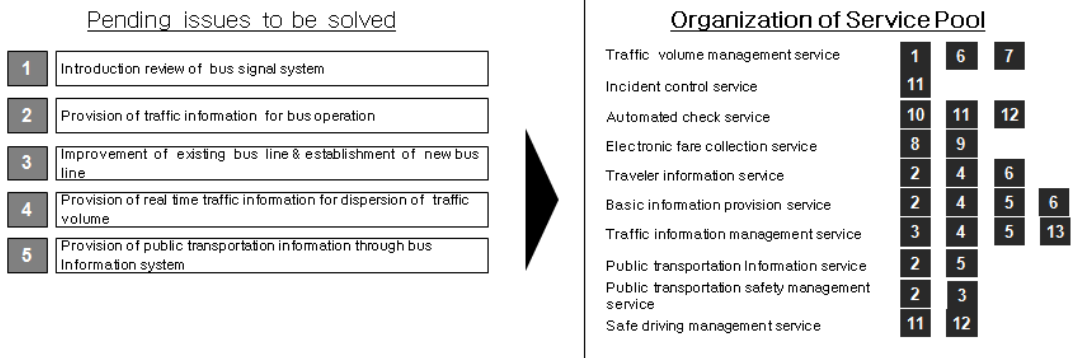 Pending issues to be solved
1 Introduction review of bus signal system
2 Provision of traffic information for bus operation
3 Improvement of existing bus line & establishment of new bus
line
4 Provision of real time traffic information for dispersion of traffic
volume
5 Provision of public transportation information through bus
Information system
Organization of Service Pool
Traffic volume management service 1 6 7
Incident control service 11
Automated check service 10 11 12
Electronic fare collection service 8 9
Traveler information service 2 4 6
Basic information provision service 2 4 5 6
Traffic information management service 3 4 5 13
Public transportation Information service 2 5
Public transportation safety management
service 2 3
Safe driving management service 11 12